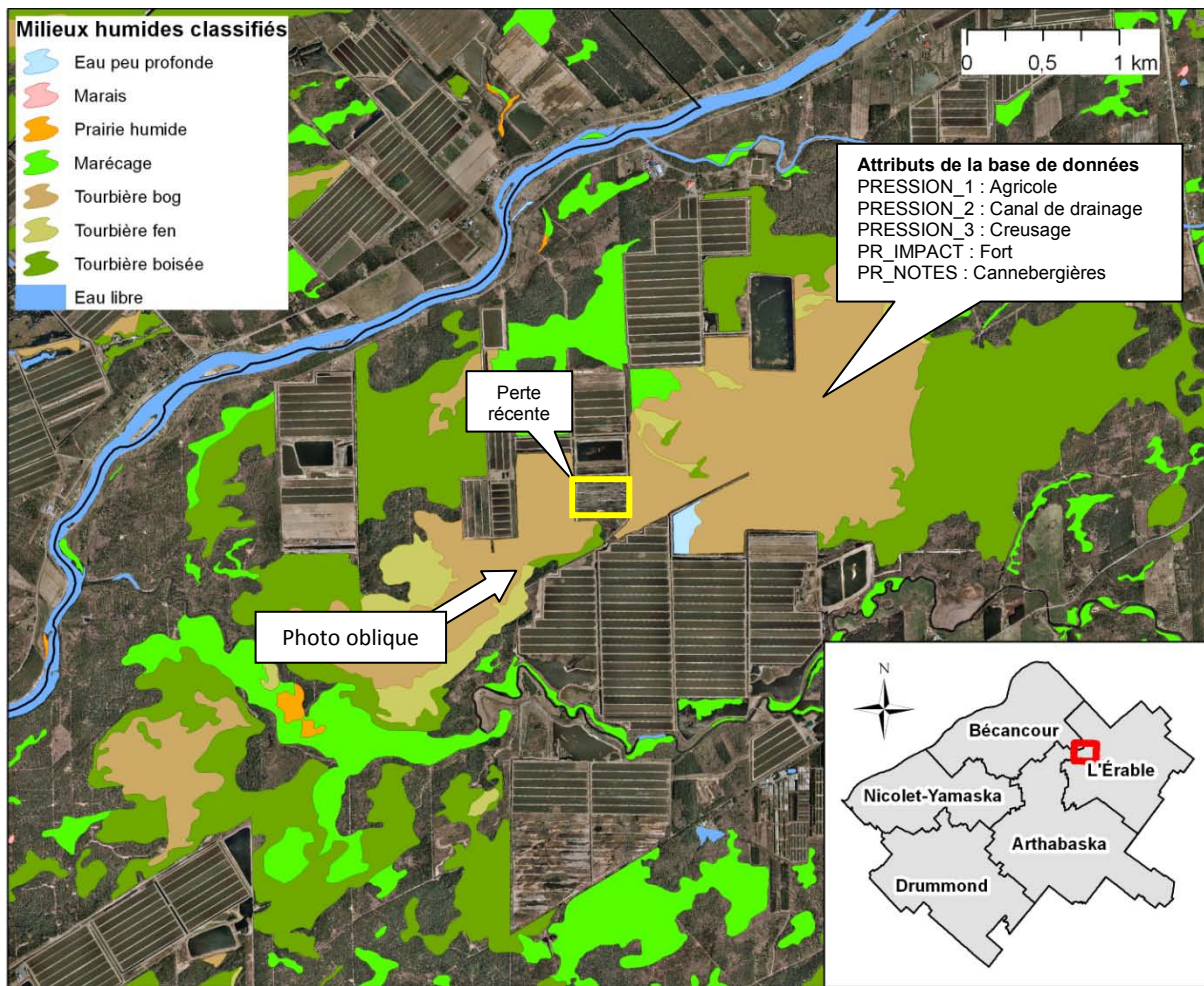 Milieux humides classifiés
Eau peu profonde
Marais
Prairie humide
Marécage
Tourbière bog
Tourbière fen
Tourbière boisée
Eau libre
0 0,5 1 km
Attributs de la base de données
PRESSION_1 : Agricole
PRESSION_2 : Canal de drainage
PRESSION_3 : Creusage
PR_IMPACT : Fort
PR_NOTES : Cannebergières
Perte
récente
Photo oblique
N
Bécancour
L'Érable
Nicolet-Yamaska
Arthabaska
Drummond